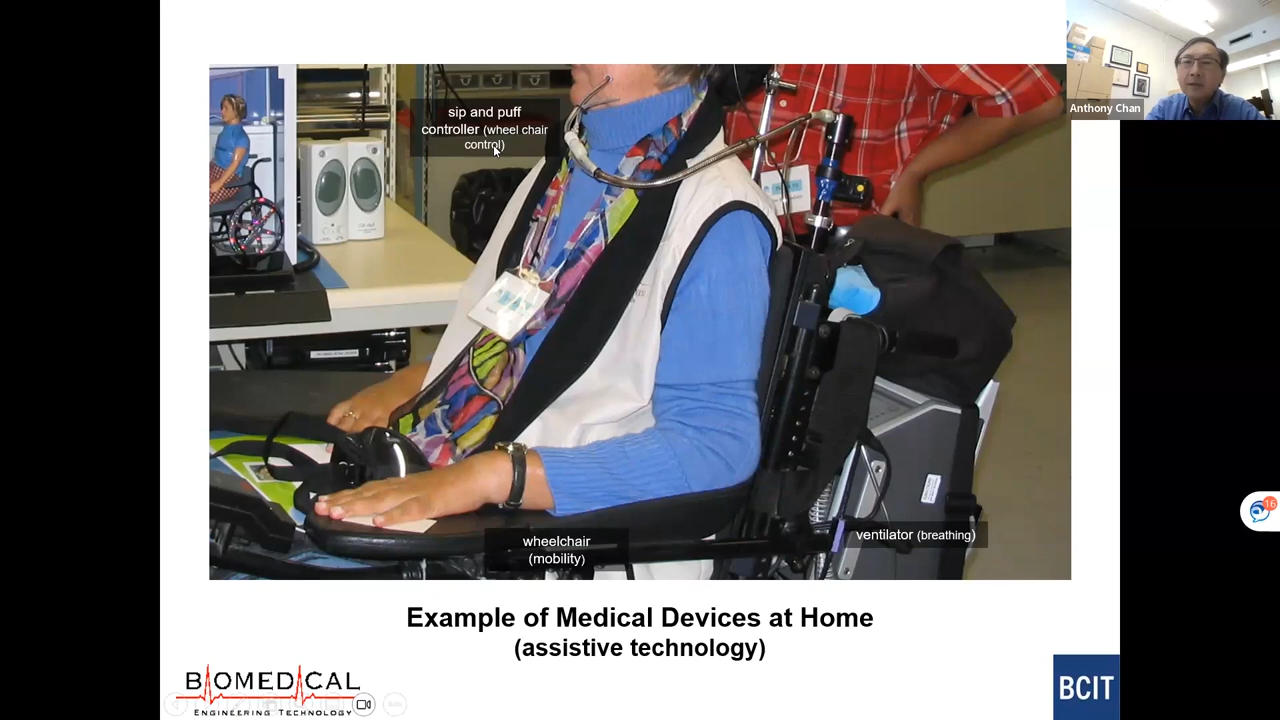 Anthony Chan
sip and puff
controller (wheel chair
control)
wheelchair
(mobility)
ventilator (breathing)
Example of Medical Devices at Home
(assistive technology)
BIOMEDICAL
ENGINEERING TECHNOLOGY
BCIT
16